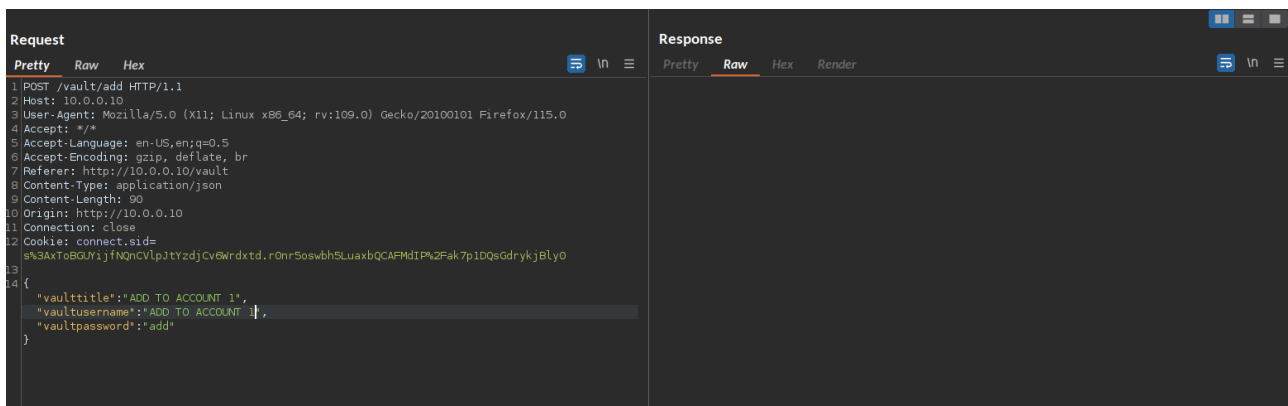 Request
Pretty Raw Hex
\n
1 POST /vault/add HTTP/1.1
2 Host: 10.0.0.10
3 User-Agent: Mozilla/5.0 (X11; Linux x86_64; rv:109.0) Gecko/20100101 Firefox/115.0
4 Accept: */*
5 Accept-Language: en-US,en;q=0.5
6 Accept-Encoding: gzip, deflate, br
7 Referer: http://10.0.0.10/vault
8 Content-Type: application/json
9 Content-Length: 90
10 Origin: http://10.0.0.10
11 Connection: close
12 Cookie: connect.sid=
s%3AxToBGUYijfNQnCVlpJtYzdjCv6Wrdxtd.rOnr5oswbh5LuaxbQCAFMdIP%2Fak7p1DQsGdrykjBly0
13
14 {
"vaulttitle":"ADD TO ACCOUNT 1",
"vaultusername":"ADD TO ACCOUNT 1",
"vaultpassword":"add"
}
Response
Pretty Raw Hex Render
\n